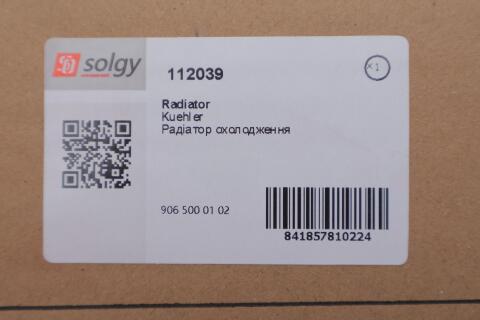 solgy
112039
x1
Radiator
Kuehler
Радіатор охолодження
906 500 01 02
841857810224